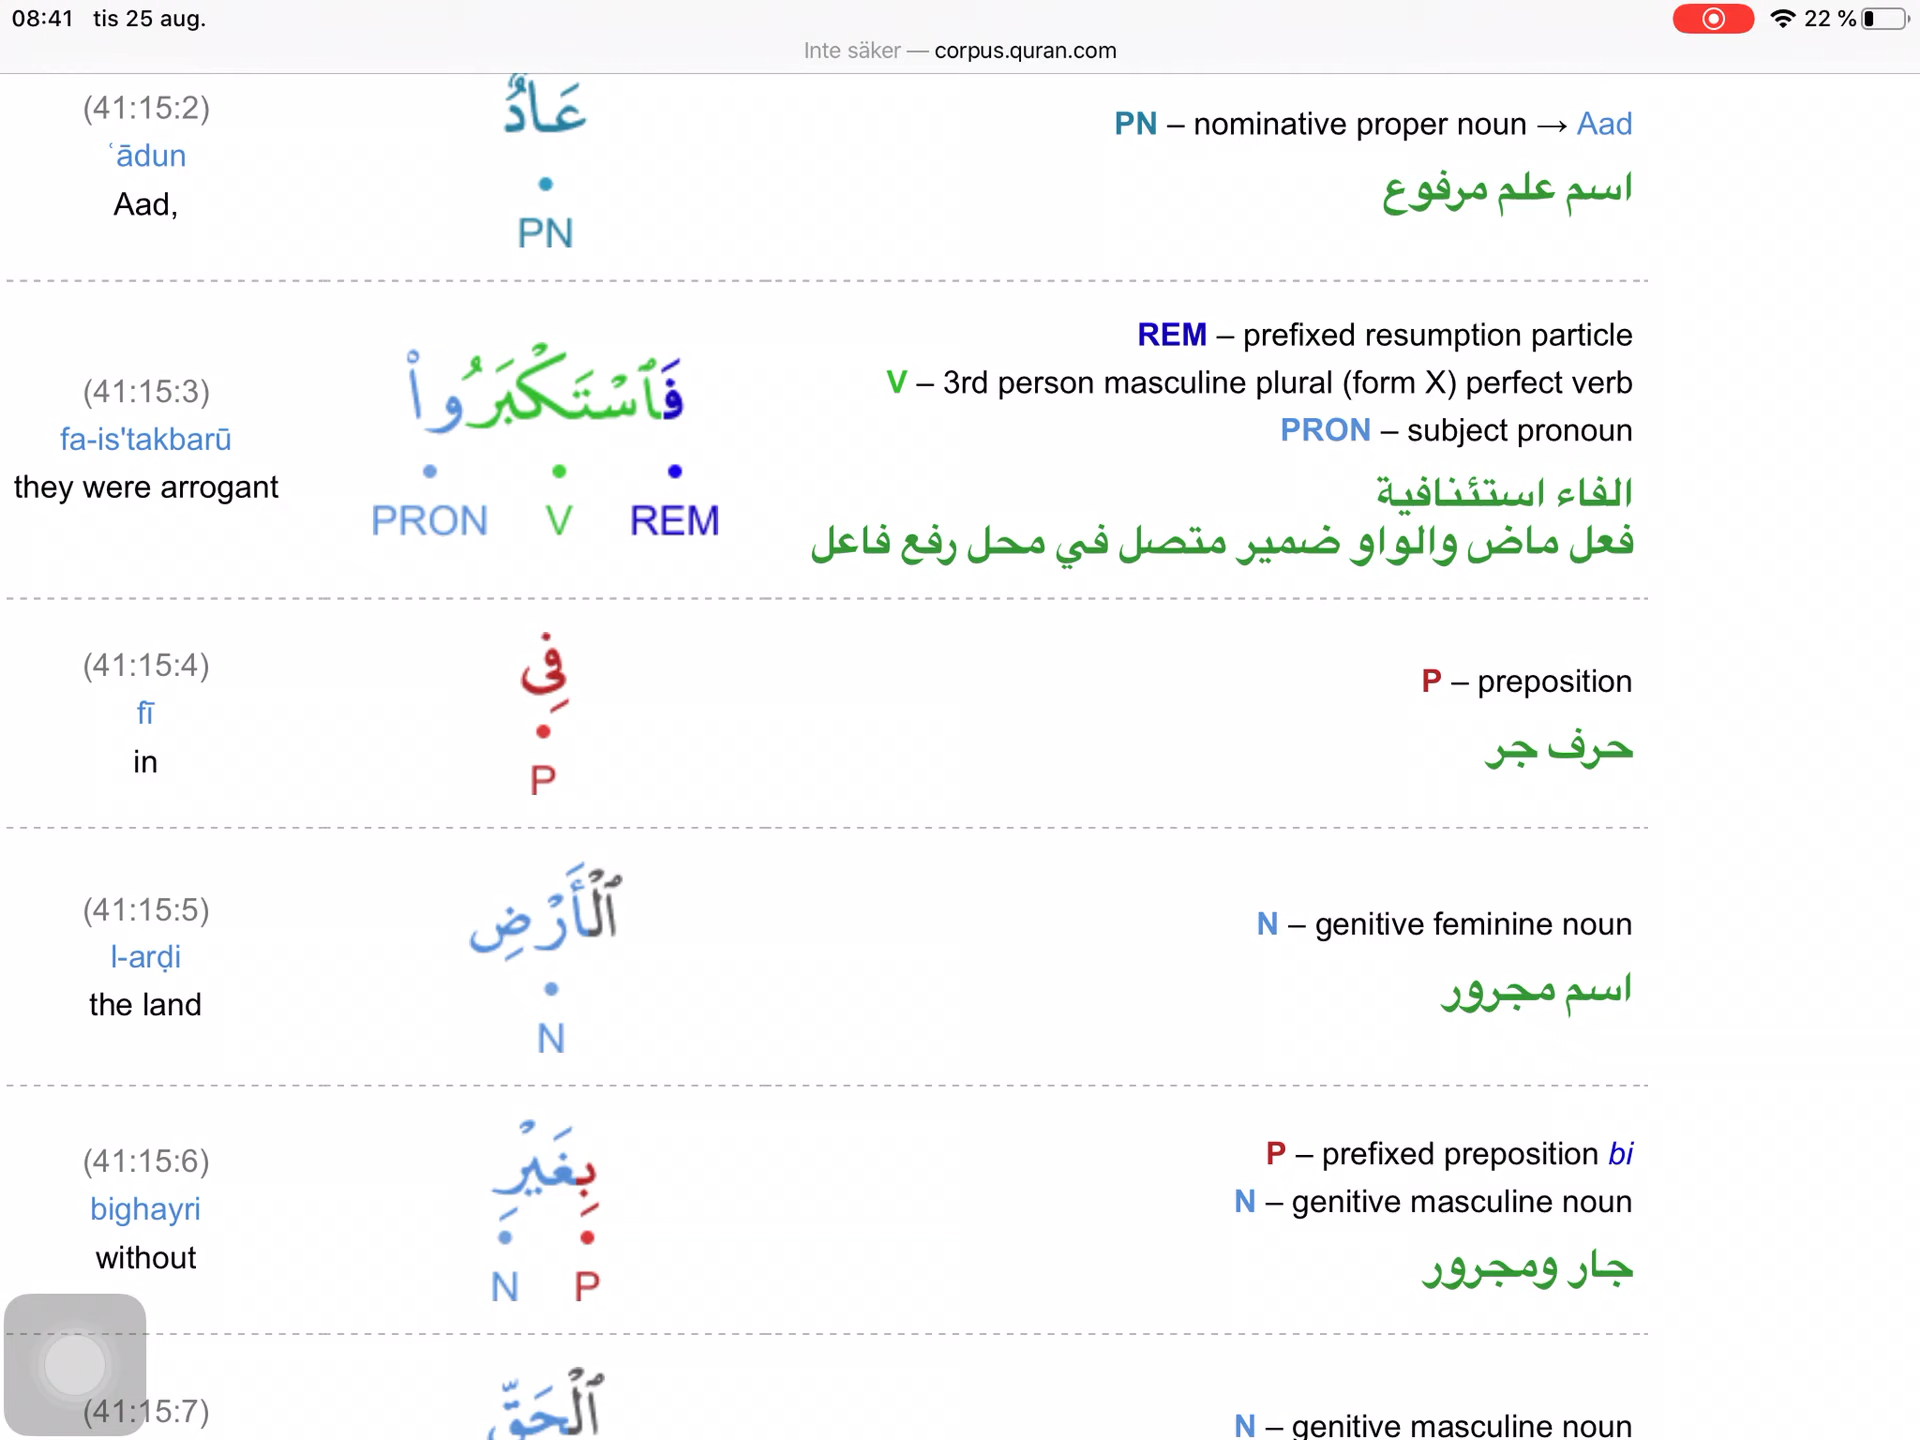 08:41 tis 25 aug.
22 %
Inte säker — corpus.quran.com
(41:15:2)
ʿādun
Aad,
عَادٌ
PN
PN – nominative proper noun → Aad
اسم علم مرفوع
(41:15:3)
fa-is'takbarū
they were arrogant
فَٱسْتَكْبَرُوا۟
PRON V REM
REM – prefixed resumption particle
V – 3rd person masculine plural (form X) perfect verb
PRON – subject pronoun
الفاء استئنافية
فعل ماض والواو ضمير متصل في محل رفع فاعل
(41:15:4)
fī
in
فِى
P
P – preposition
حرف جر
(41:15:5)
l-arḍi
the land
ٱلْأَرْضِ
N
N – genitive feminine noun
اسم مجرور
(41:15:6)
bighayri
without
بِغَيْرِ
N P
P – prefixed preposition bi
N – genitive masculine noun
جار ومجرور
(41:15:7)
ٱلْحَقِّ
N – genitive masculine noun